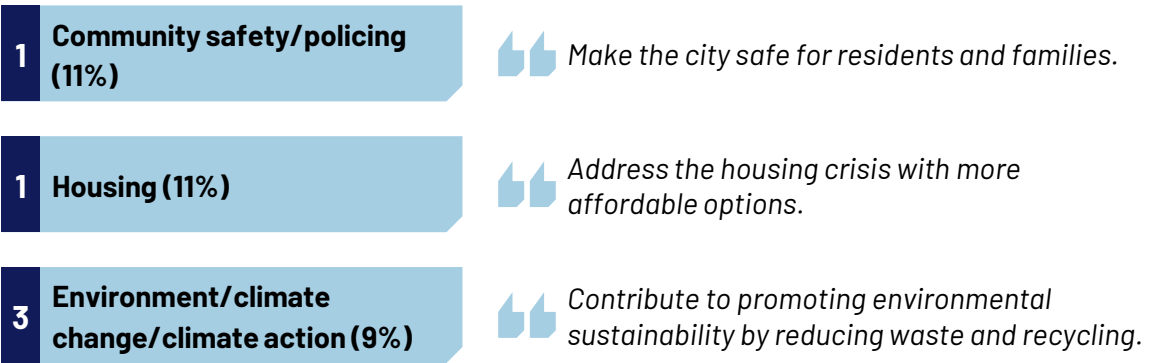 1
Community safety/policing
(11%)
Make the city safe for residents and families.
1
Housing (11%)
Address the housing crisis with more
affordable options.
3
Environment/climate
change/climate action (9%)
Contribute to promoting environmental
sustainability by reducing waste and recycling.